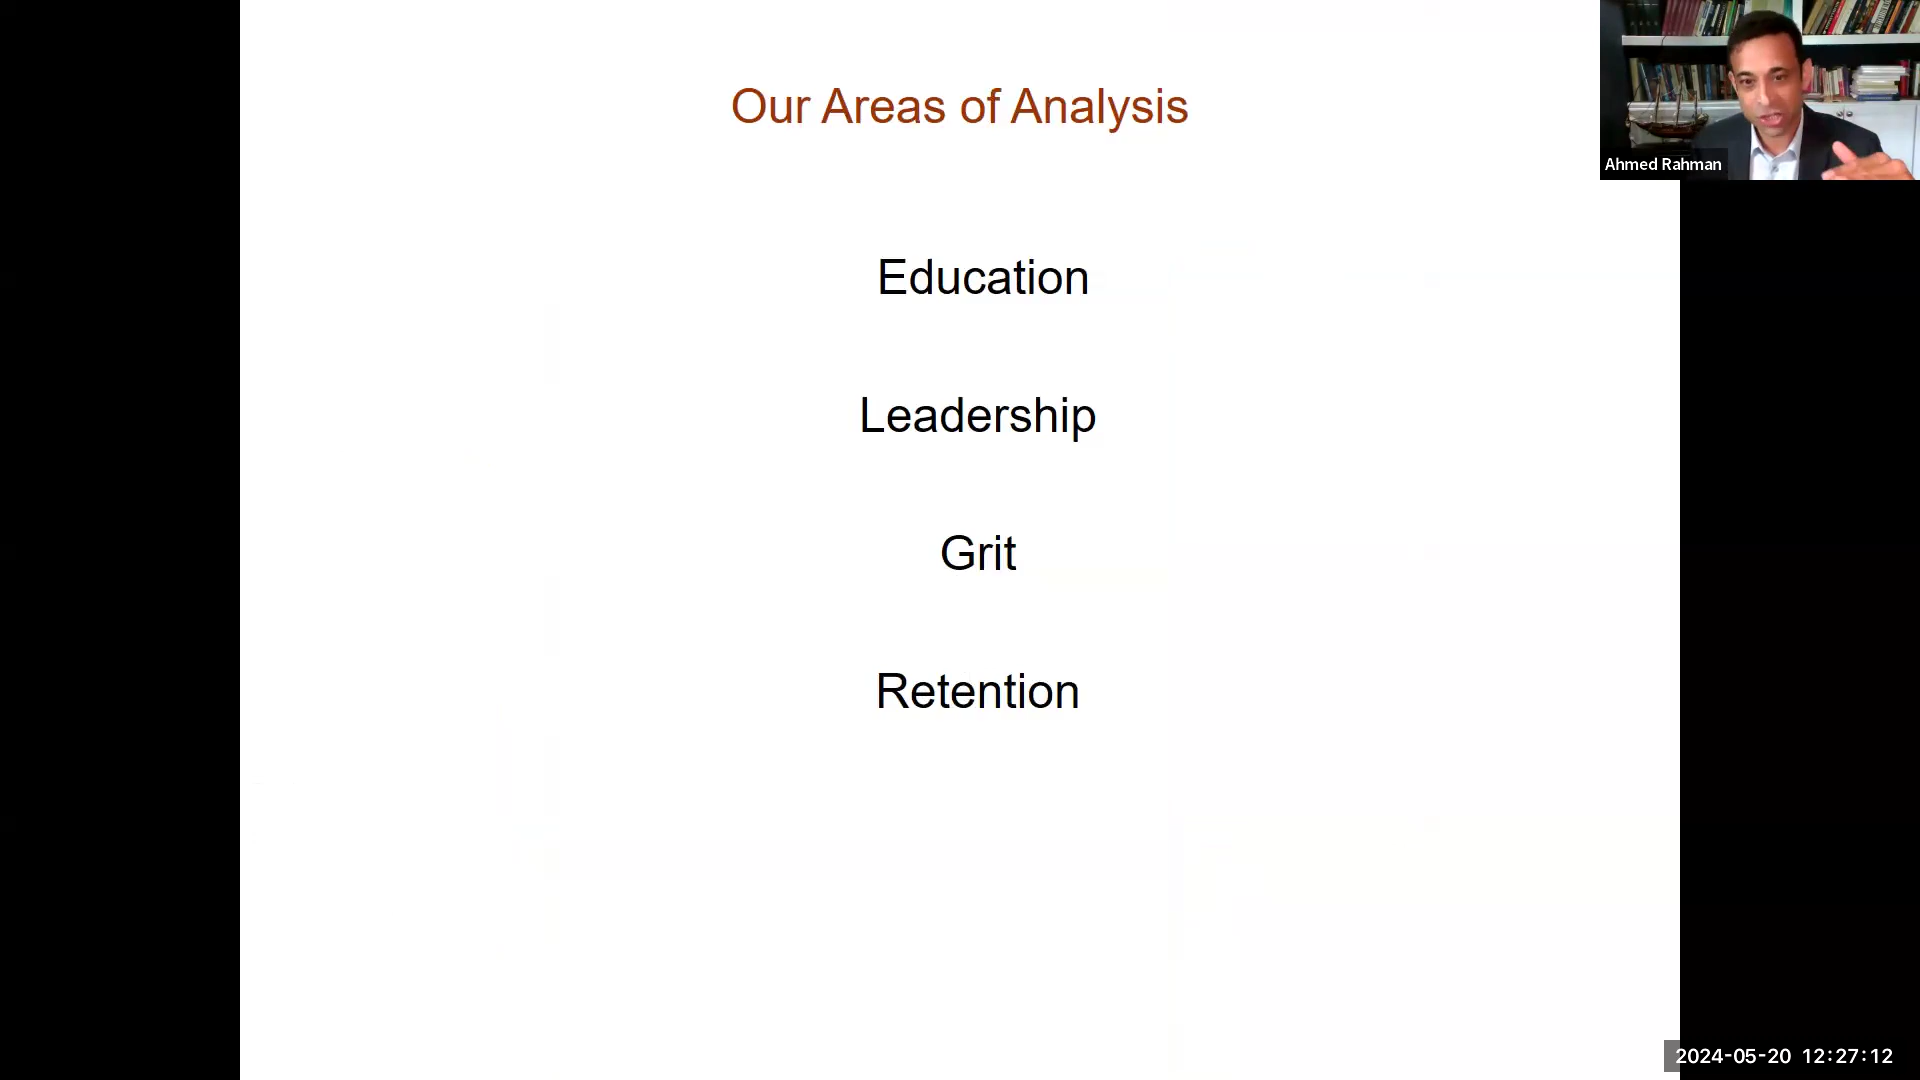 Our Areas of Analysis
Ahmed Rahman
Education
Leadership
Grit
Retention
2024-05-20 12:27:12